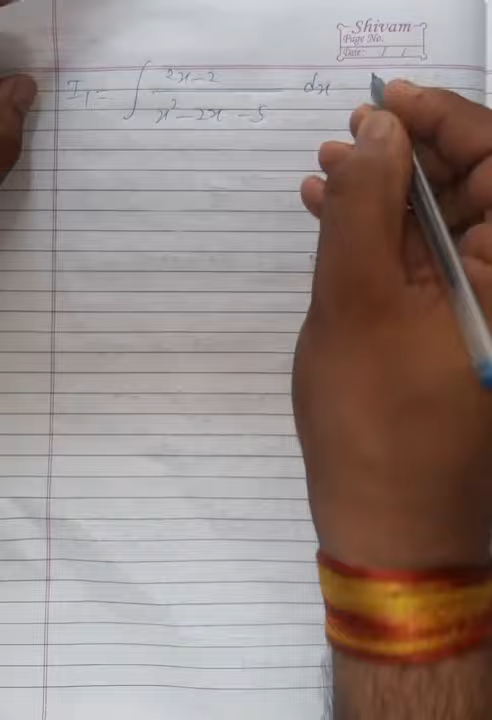 Shivam
Page No.
Date: / /
I₁ = ∫ (2x-2)/(x²-2x-5) dx